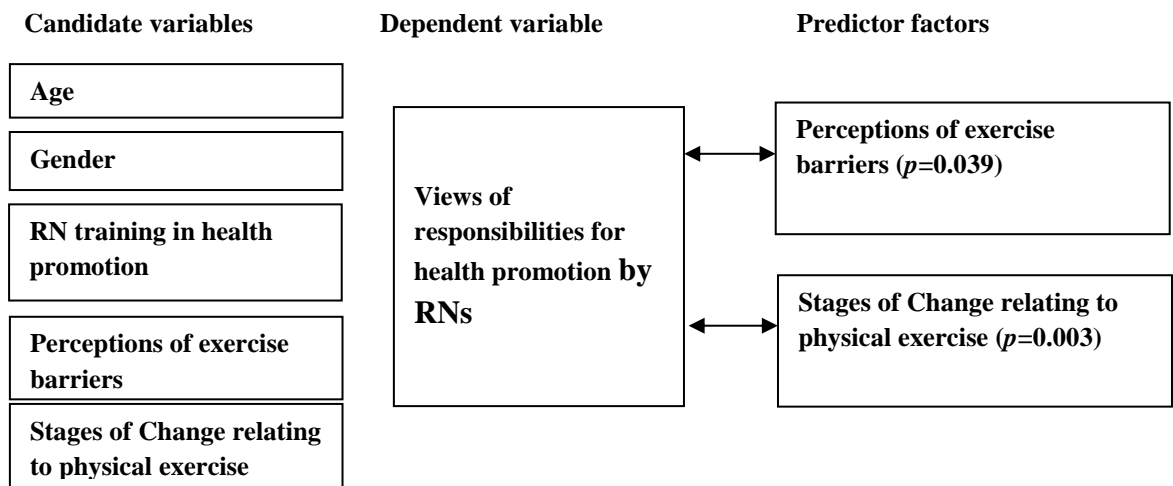 Candidate variables
Dependent variable
Predictor factors
Age
Gender
RN training in health
promotion
Perceptions of exercise
barriers
Stages of Change relating
to physical exercise
Views of
responsibilities for
health promotion by
RNs
Perceptions of exercise
barriers (p=0.039)
Stages of Change relating to
physical exercise (p=0.003)